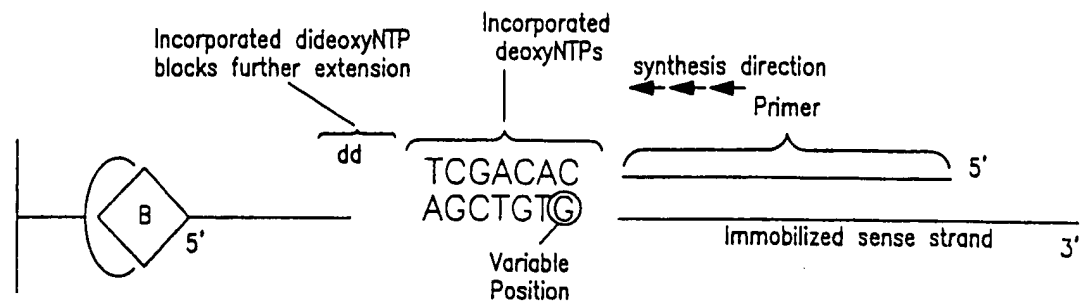 Incorporated dideoxyNTP
blocks further extension
Incorporated
deoxyNTPs
synthesis direction
Primer
dd
5'
TCGACAC
AGCTGTG
B
5'
Immobilized sense strand
3'
Variable
Position